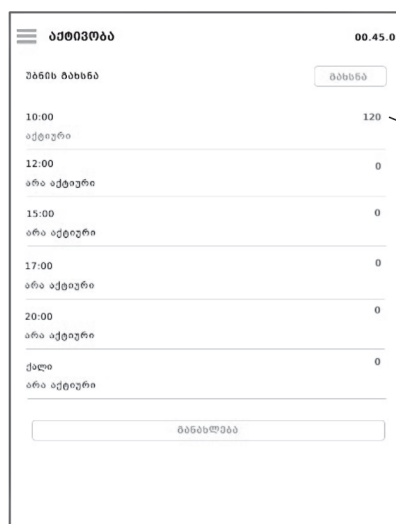 აქტივობა 00.45.0
უბნის გახსნა გახსნა
10:00 120
აქტიური
12:00 0
არა აქტიური
15:00 0
არა აქტიური
17:00 0
არა აქტიური
20:00 0
არა აქტიური
ქალი 0
არა აქტიური
განახლება